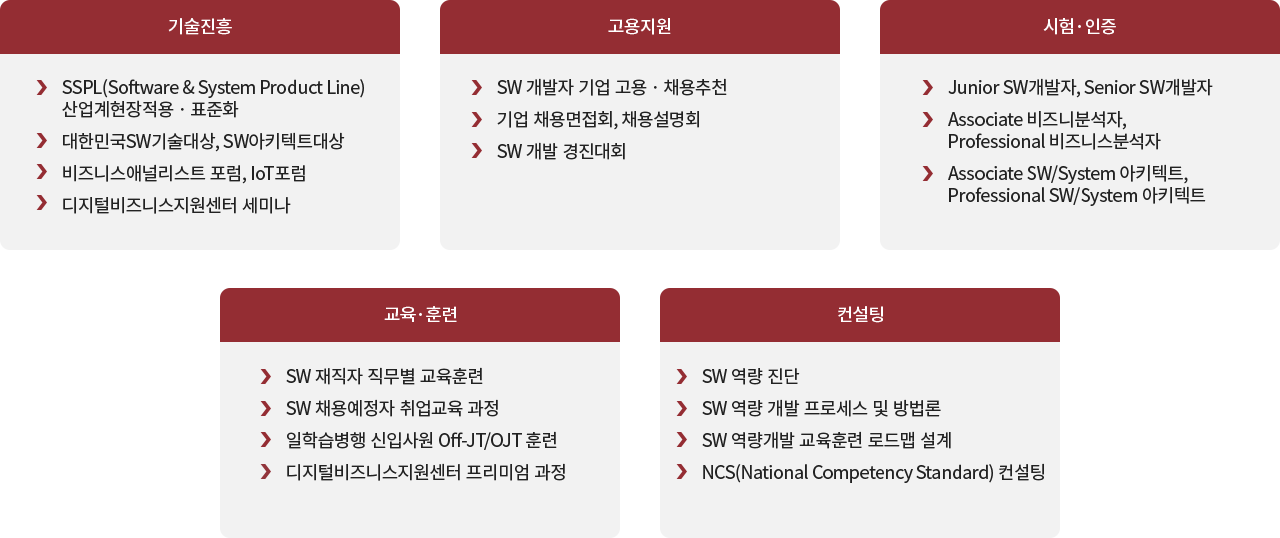 기술진흥
SSPL(Software & System Product Line)
산업계현장적용 · 표준화
대한민국SW기술대상, SW아키텍트대상
비즈니스애널리스트 포럼, IoT포럼
디지털비즈니스지원센터 세미나
고용지원
SW 개발자 기업 고용 · 채용추천
기업 채용면접회, 채용설명회
SW 개발 경진대회
시험·인증
Junior SW개발자, Senior SW개발자
Associate 비즈니분석자,
Professional 비즈니스분석자
Associate SW/System 아키텍트,
Professional SW/System 아키텍트
교육·훈련
SW 재직자 직무별 교육훈련
SW 채용예정자 취업교육 과정
일학습병행 신입사원 Off-JT/OJT 훈련
디지털비즈니스지원센터 프리미엄 과정
컨설팅
SW 역량 진단
SW 역량 개발 프로세스 및 방법론
SW 역량개발 교육훈련 로드맵 설계
NCS(National Competency Standard) 컨설팅